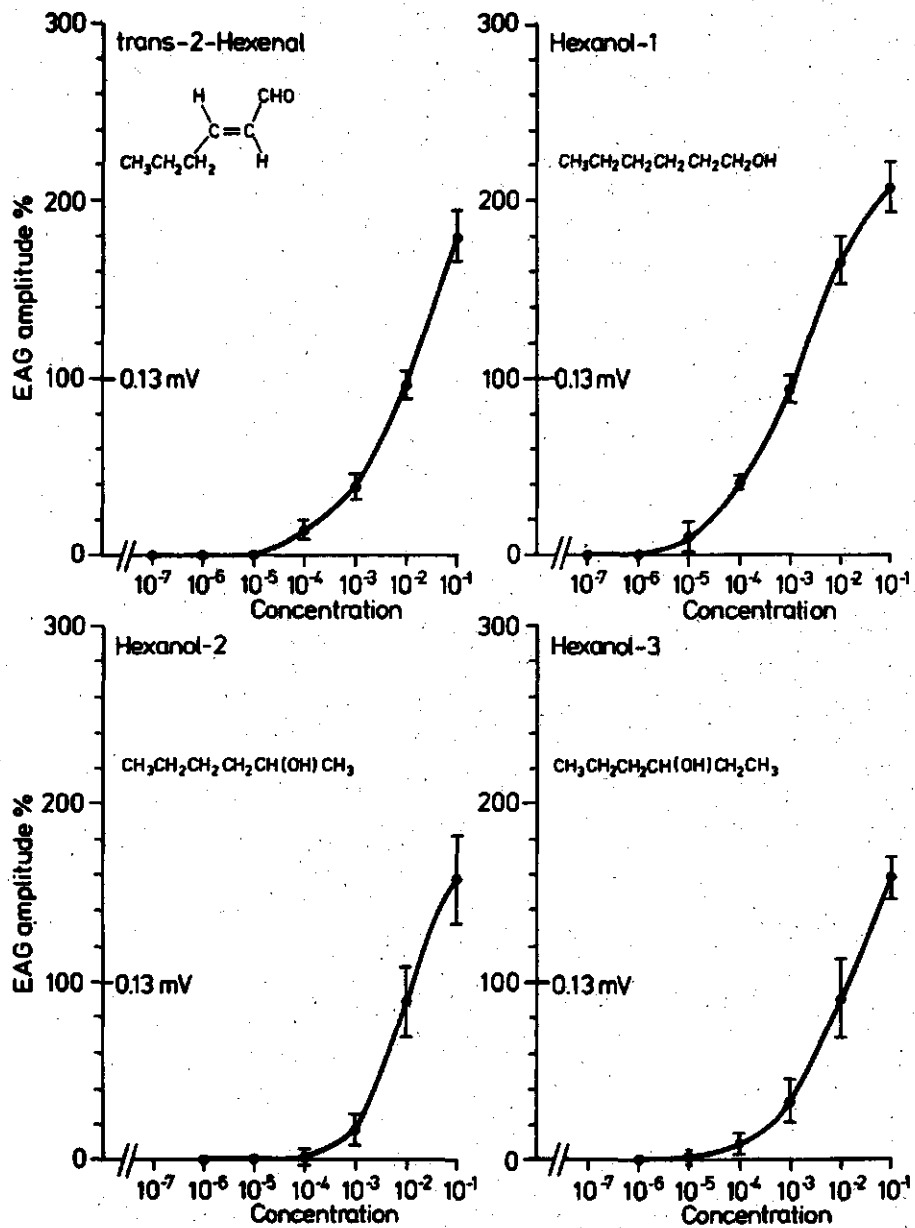 300
trans-2-Hexenal
H CHO
C=C
CH₃CH₂CH₂ H
200
EAG amplitude %
100 0.13 mV
0
10⁻⁷ 10⁻⁶ 10⁻⁵ 10⁻⁴ 10⁻³ 10⁻² 10⁻¹
Concentration
300
Hexanol-1
CH₃CH₂CH₂CH₂CH₂CH₂OH
200
100 0.13 mV
0
10⁻⁷ 10⁻⁶ 10⁻⁵ 10⁻⁴ 10⁻³ 10⁻² 10⁻¹
Concentration
300
Hexanol-2
CH₃CH₂CH₂CH₂CH(OH)CH₃
200
EAG amplitude %
100 0.13 mV
0
10⁻⁷ 10⁻⁶ 10⁻⁵ 10⁻⁴ 10⁻³ 10⁻² 10⁻¹
Concentration
300
Hexanol-3
CH₃CH₂CH₂CH(OH)CH₂CH₃
200
100 0.13 mV
0
10⁻⁷ 10⁻⁶ 10⁻⁵ 10⁻⁴ 10⁻³ 10⁻² 10⁻¹
Concentration